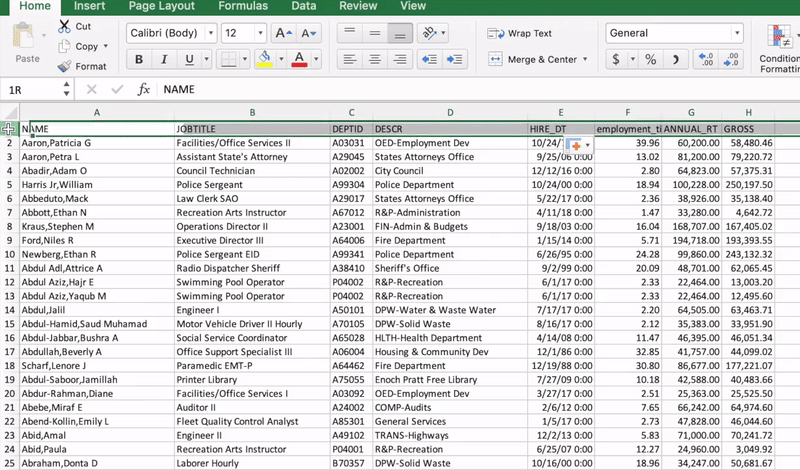 Home Insert Page Layout Formulas Data Review View
Cut Calibri (Body) 12 A A Wrap Text General
Copy
Paste Format B I U A Merge & Center $ % Conditional Formatting
1R fx NAME
A B C D E F G H
NAME JOBTITLE DEPTID DESCR HIRE_DT employment_ti ANNUAL_RT GROSS
2 Aaron,Patricia G Facilities/Office Services II A03031 OED-Employment Dev 10/24/ 39.96 60,200.00 58,480.46
3 Aaron,Petra L Assistant State's Attorney A29045 States Attorneys Office 9/25/06 0:00 13.02 81,200.00 79,220.72
4 Abadir,Adam O Council Technician A02002 City Council 12/12/16 0:00 2.80 64,823.00 57,375.31
5 Harris Jr,William Police Sergeant A99304 Police Department 10/24/00 0:00 18.94 100,228.00 250,197.50
6 Abbeduto,Mack Law Clerk SAO A29017 States Attorneys Office 5/22/17 0:00 2.36 38,926.00 35,138.40
7 Abbott,Ethan N Recreation Arts Instructor A67012 R&P-Administration 4/11/18 0:00 1.47 33,280.00 4,642.72
8 Kraus,Stephen M Operations Director II A23001 FIN-Admin & Budgets 9/18/03 0:00 16.04 168,707.00 167,405.02
9 Ford,Niles R Executive Director III A64006 Fire Department 1/15/14 0:00 5.71 194,718.00 193,393.55
10 Newberg,Ethan R Police Sergeant EID A99341 Police Department 6/26/95 0:00 24.28 99,860.00 243,132.32
11 Abdul Adl,Attrice A Radio Dispatcher Sheriff A38410 Sheriff's Office 9/2/99 0:00 20.09 48,701.00 62,065.45
12 Abdul Aziz,Hajr E Swimming Pool Operator P04002 R&P-Recreation 6/1/17 0:00 2.33 22,464.00 13,003.20
13 Abdul Aziz,Yaqub M Swimming Pool Operator P04002 R&P-Recreation 6/1/17 0:00 2.33 22,464.00 12,495.60
14 Abdul,Jalil Engineer I A50101 DPW-Water & Waste Water 7/17/17 0:00 2.20 64,505.00 63,463.71
15 Abdul-Hamid,Saud Muhamad Motor Vehicle Driver II Hourly A70105 DPW-Solid Waste 8/16/17 0:00 2.12 35,383.00 33,951.90
16 Abdul-Jabbar,Bushra A Social Service Coordinator A65028 HLTH-Health Department 4/14/08 0:00 11.47 46,395.00 46,051.34
17 Abdullah,Beverly A Office Support Specialist III A06004 Housing & Community Dev 12/1/86 0:00 32.85 41,757.00 44,099.02
18 Scharf,Lenore J Paramedic EMT-P A64462 Fire Department 12/19/88 0:00 30.80 86,677.00 177,221.07
19 Abdul-Saboor,Jamillah Printer Library A75055 Enoch Pratt Free Library 7/27/09 0:00 10.18 42,588.00 40,483.66
20 Abdur-Rahman,Diane Facilities/Office Services I A03092 OED-Employment Dev 3/27/17 0:00 2.51 25,363.00 25,525.50
21 Abebe,Miraf E Auditor II A24002 COMP-Audits 2/6/12 0:00 7.65 66,242.00 64,974.60
22 Abend-Kollin,Emily L Fleet Quality Control Analyst A85301 General Services 1/5/17 0:00 2.73 47,828.00 46,044.60
23 Abid,Amal Engineer II A49102 TRANS-Highways 12/2/13 0:00 5.83 71,000.00 70,241.72
24 Abid,Paula Recreation Arts Instructor P04001 R&P-Recreation 6/25/07 0:00 12.27 24,960.00 3,049.92
25 Abraham,Donta D Laborer Hourly B70357 DPW-Solid Waste 10/16/00 0:00 18.96 34,247.00 50,681.67